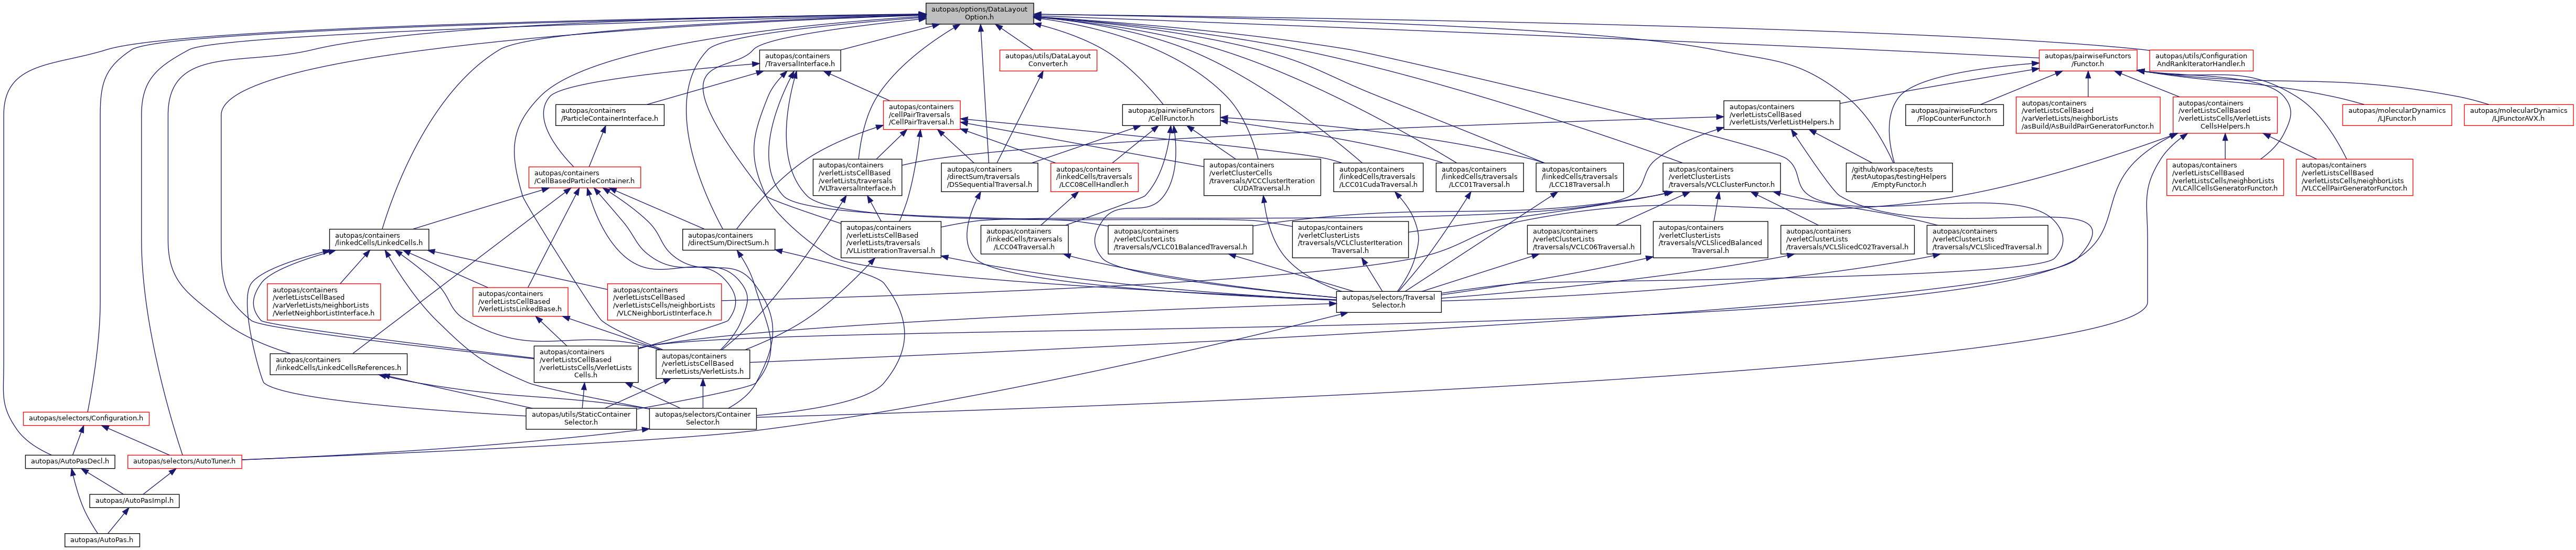 autopas/options/DataLayout
Option.h
autopas/containers
/TraversalInterface.h
autopas/utils/DataLayout
Converter.h
autopas/pairwiseFunctors
/Functor.h
autopas/utils/Configuration
AndRankIteratorHandler.h
autopas/containers
/ParticleContainerInterface.h
autopas/containers
/cellPairTraversals
/CellPairTraversal.h
autopas/pairwiseFunctors
/CellFunctor.h
autopas/containers
/verletListsCellBased
/verletLists/VerletListHelpers.h
autopas/pairwiseFunctors
/FlopCounterFunctor.h
autopas/containers
/verletListsCellBased
/varVerletLists/neighborLists
/asBuild/AsBuildPairGeneratorFunctor.h
autopas/containers
/verletListsCellBased
/verletListsCells/VerletLists
CellsHelpers.h
autopas/molecularDynamics
/LJFunctor.h
autopas/molecularDynamics
/LJFunctorAVX.h
autopas/containers
/CellBasedParticleContainer.h
autopas/containers
/verletListsCellBased
/verletLists/traversals
/VLTraversalInterface.h
autopas/containers
/directSum/traversals
/DSSequentialTraversal.h
autopas/containers
/linkedCells/traversals
/LCC08CellHandler.h
autopas/containers
/verletClusterCells
/traversals/VCCClusterIteration
CUDATraversal.h
autopas/containers
/linkedCells/traversals
/LCC01CudaTraversal.h
autopas/containers
/linkedCells/traversals
/LCC01Traversal.h
autopas/containers
/linkedCells/traversals
/LCC18Traversal.h
autopas/containers
/verletClusterLists
/traversals/VCLClusterFunctor.h
/github/workspace/tests
/testAutopas/testingHelpers
/EmptyFunctor.h
autopas/containers
/verletListsCellBased
/verletListsCells/neighborLists
/VLCAllCellsGeneratorFunctor.h
autopas/containers
/verletListsCellBased
/verletListsCells/neighborLists
/VLCCellPairGeneratorFunctor.h
autopas/containers
/linkedCells/LinkedCells.h
autopas/containers
/directSum/DirectSum.h
autopas/containers
/verletListsCellBased
/verletLists/traversals
/VLListIterationTraversal.h
autopas/containers
/linkedCells/traversals
/LCC04Traversal.h
autopas/containers
/verletClusterLists
/traversals/VCLC01BalancedTraversal.h
autopas/containers
/verletClusterLists
/traversals/VCLClusterIteration
Traversal.h
autopas/containers
/verletClusterLists
/traversals/VCLC06Traversal.h
autopas/containers
/verletClusterLists
/traversals/VCLSlicedBalanced
Traversal.h
autopas/containers
/verletClusterLists
/traversals/VCLSlicedC02Traversal.h
autopas/containers
/verletClusterLists
/traversals/VCLSlicedTraversal.h
autopas/containers
/verletListsCellBased
/varVerletLists/neighborLists
/VerletNeighborListInterface.h
autopas/containers
/verletListsCellBased
/VerletListsLinkedBase.h
autopas/containers
/verletListsCellBased
/verletListsCells/neighborLists
/VLCNeighborListInterface.h
autopas/selectors/Traversal
Selector.h
autopas/containers
/linkedCells/LinkedCellsReferences.h
autopas/containers
/verletListsCellBased
/verletListsCells/VerletLists
Cells.h
autopas/containers
/verletListsCellBased
/verletLists/VerletLists.h
autopas/selectors/Configuration.h
autopas/utils/StaticContainer
Selector.h
autopas/selectors/Container
Selector.h
autopas/AutoPasDecl.h
autopas/selectors/AutoTuner.h
autopas/AutoPasImpl.h
autopas/AutoPas.h